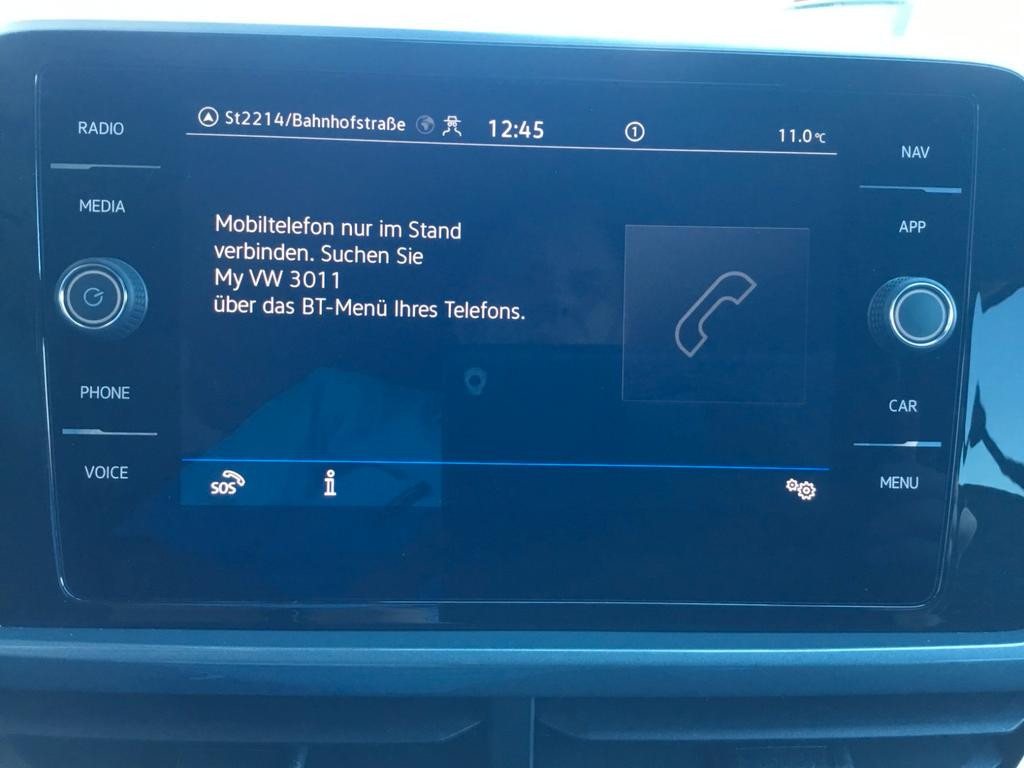 RADIO
MEDIA
PHONE
VOICE
St2214/Bahnhofstraße 12:45 1 11.0°C
Mobiltelefon nur im Stand
verbinden. Suchen Sie
My VW 3011
über das BT-Menü Ihres Telefons.
SOS i
NAV
APP
CAR
MENU